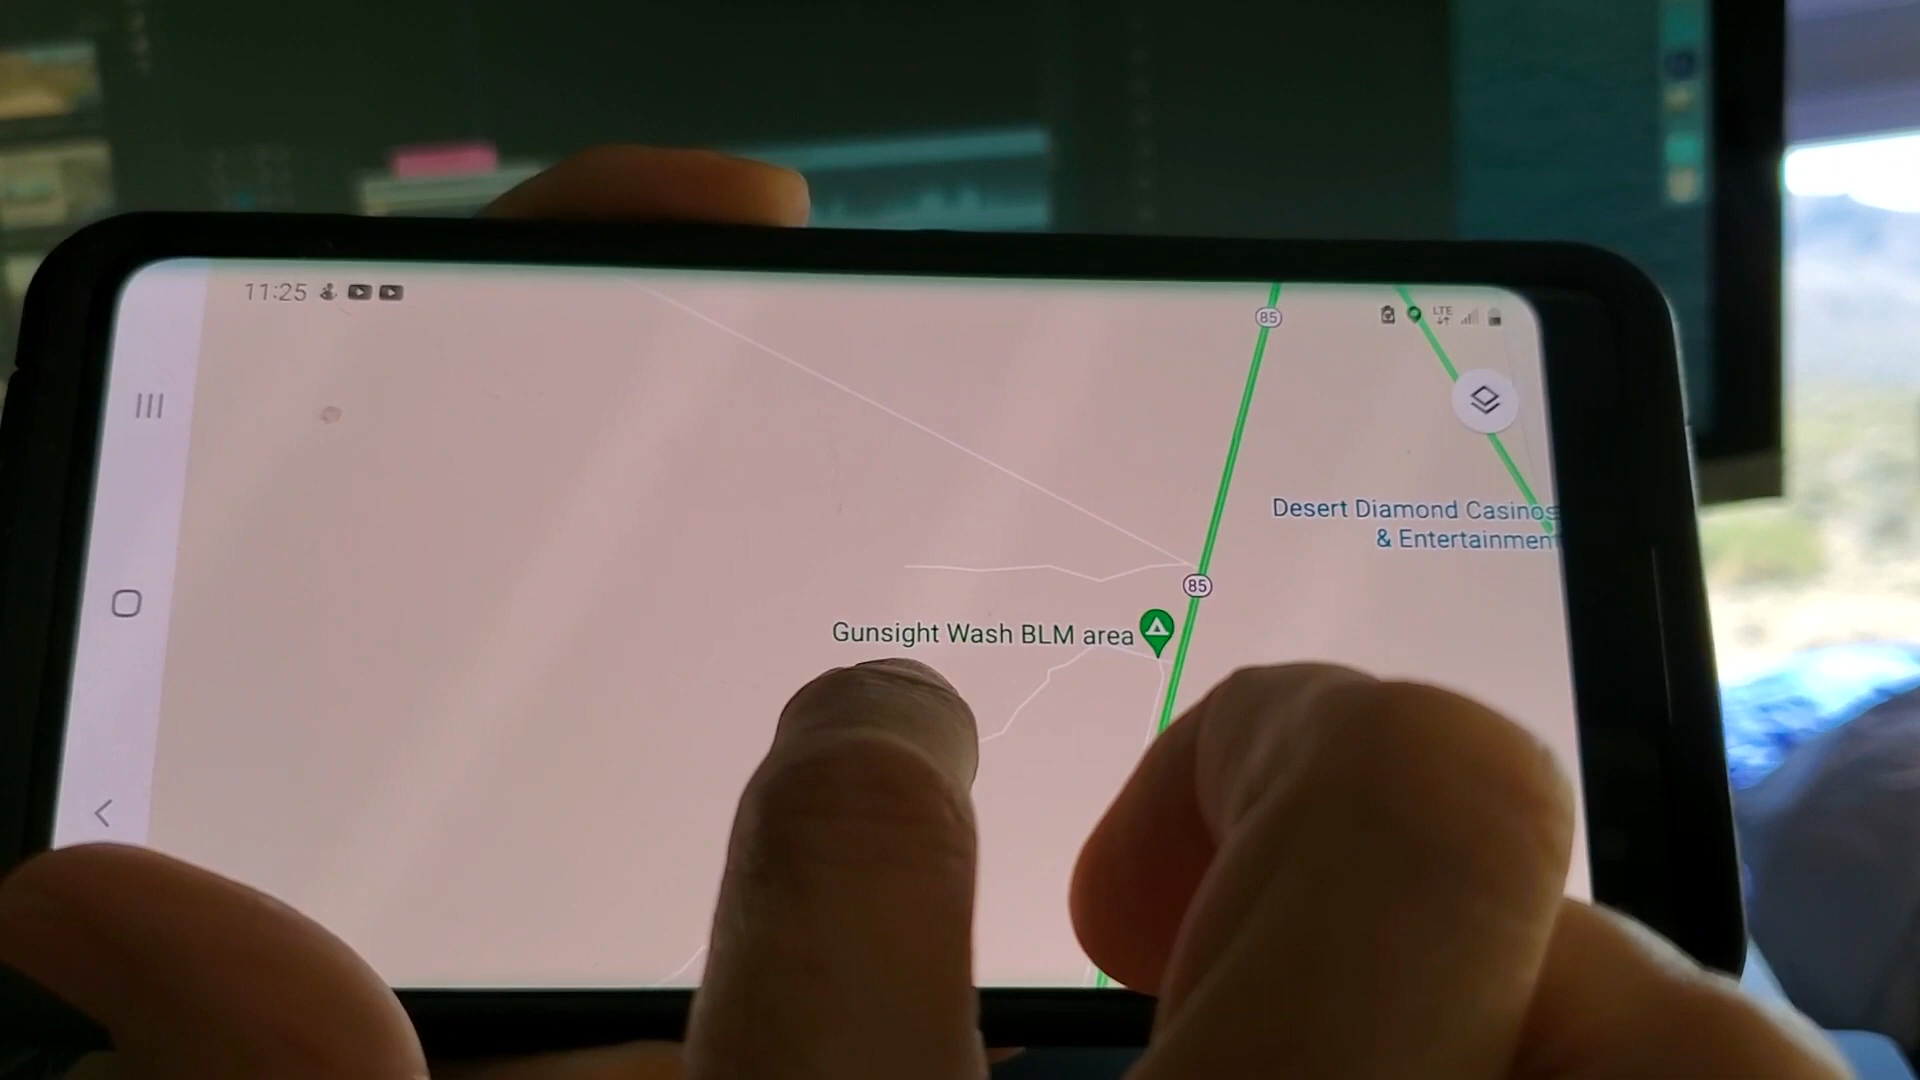 11:25
LTE
85
Desert Diamond Casinos
& Entertainment
85
Gunsight Wash BLM area